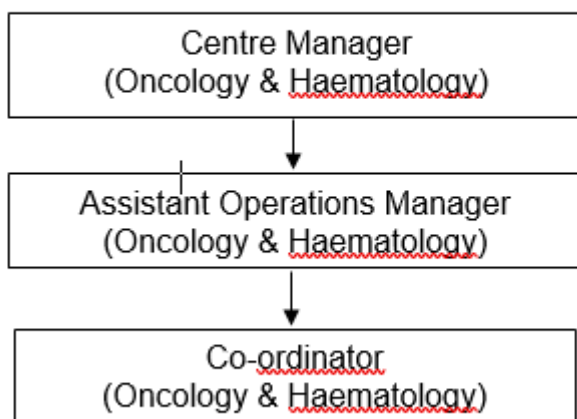 Centre Manager
(Oncology & Haematology)
Assistant Operations Manager
(Oncology & Haematology)
Co-ordinator
(Oncology & Haematology)